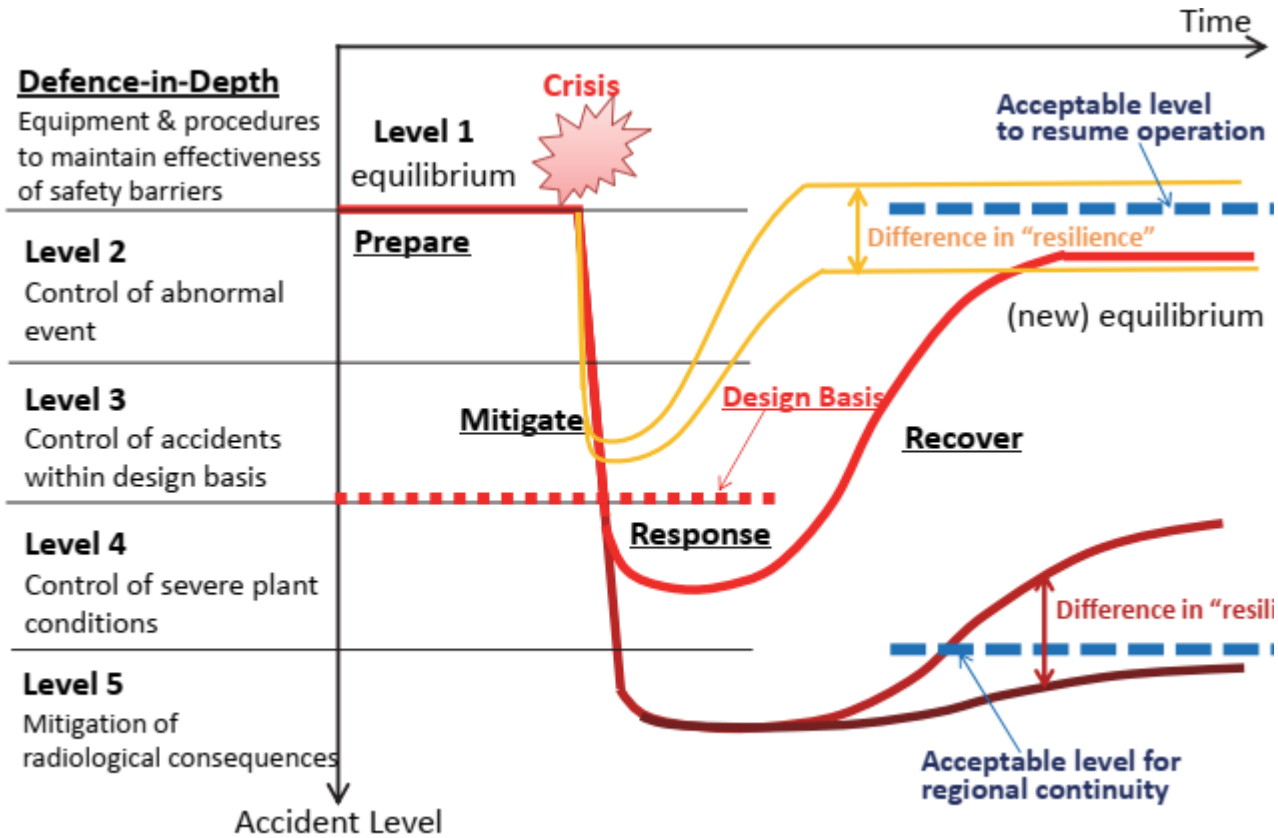 Time
Defence-in-Depth
Equipment & procedures
to maintain effectiveness
of safety barriers
Level 1
equilibrium
Crisis
Acceptable level
to resume operation
Prepare
Level 2
Control of abnormal
event
Difference in “resilience”
(new) equilibrium
Level 3
Control of accidents
within design basis
Mitigate
Design Basis
Recover
Level 4
Control of severe plant
conditions
Response
Difference in “resili
Level 5
Mitigation of
radiological consequences
Acceptable level for
regional continuity
Accident Level